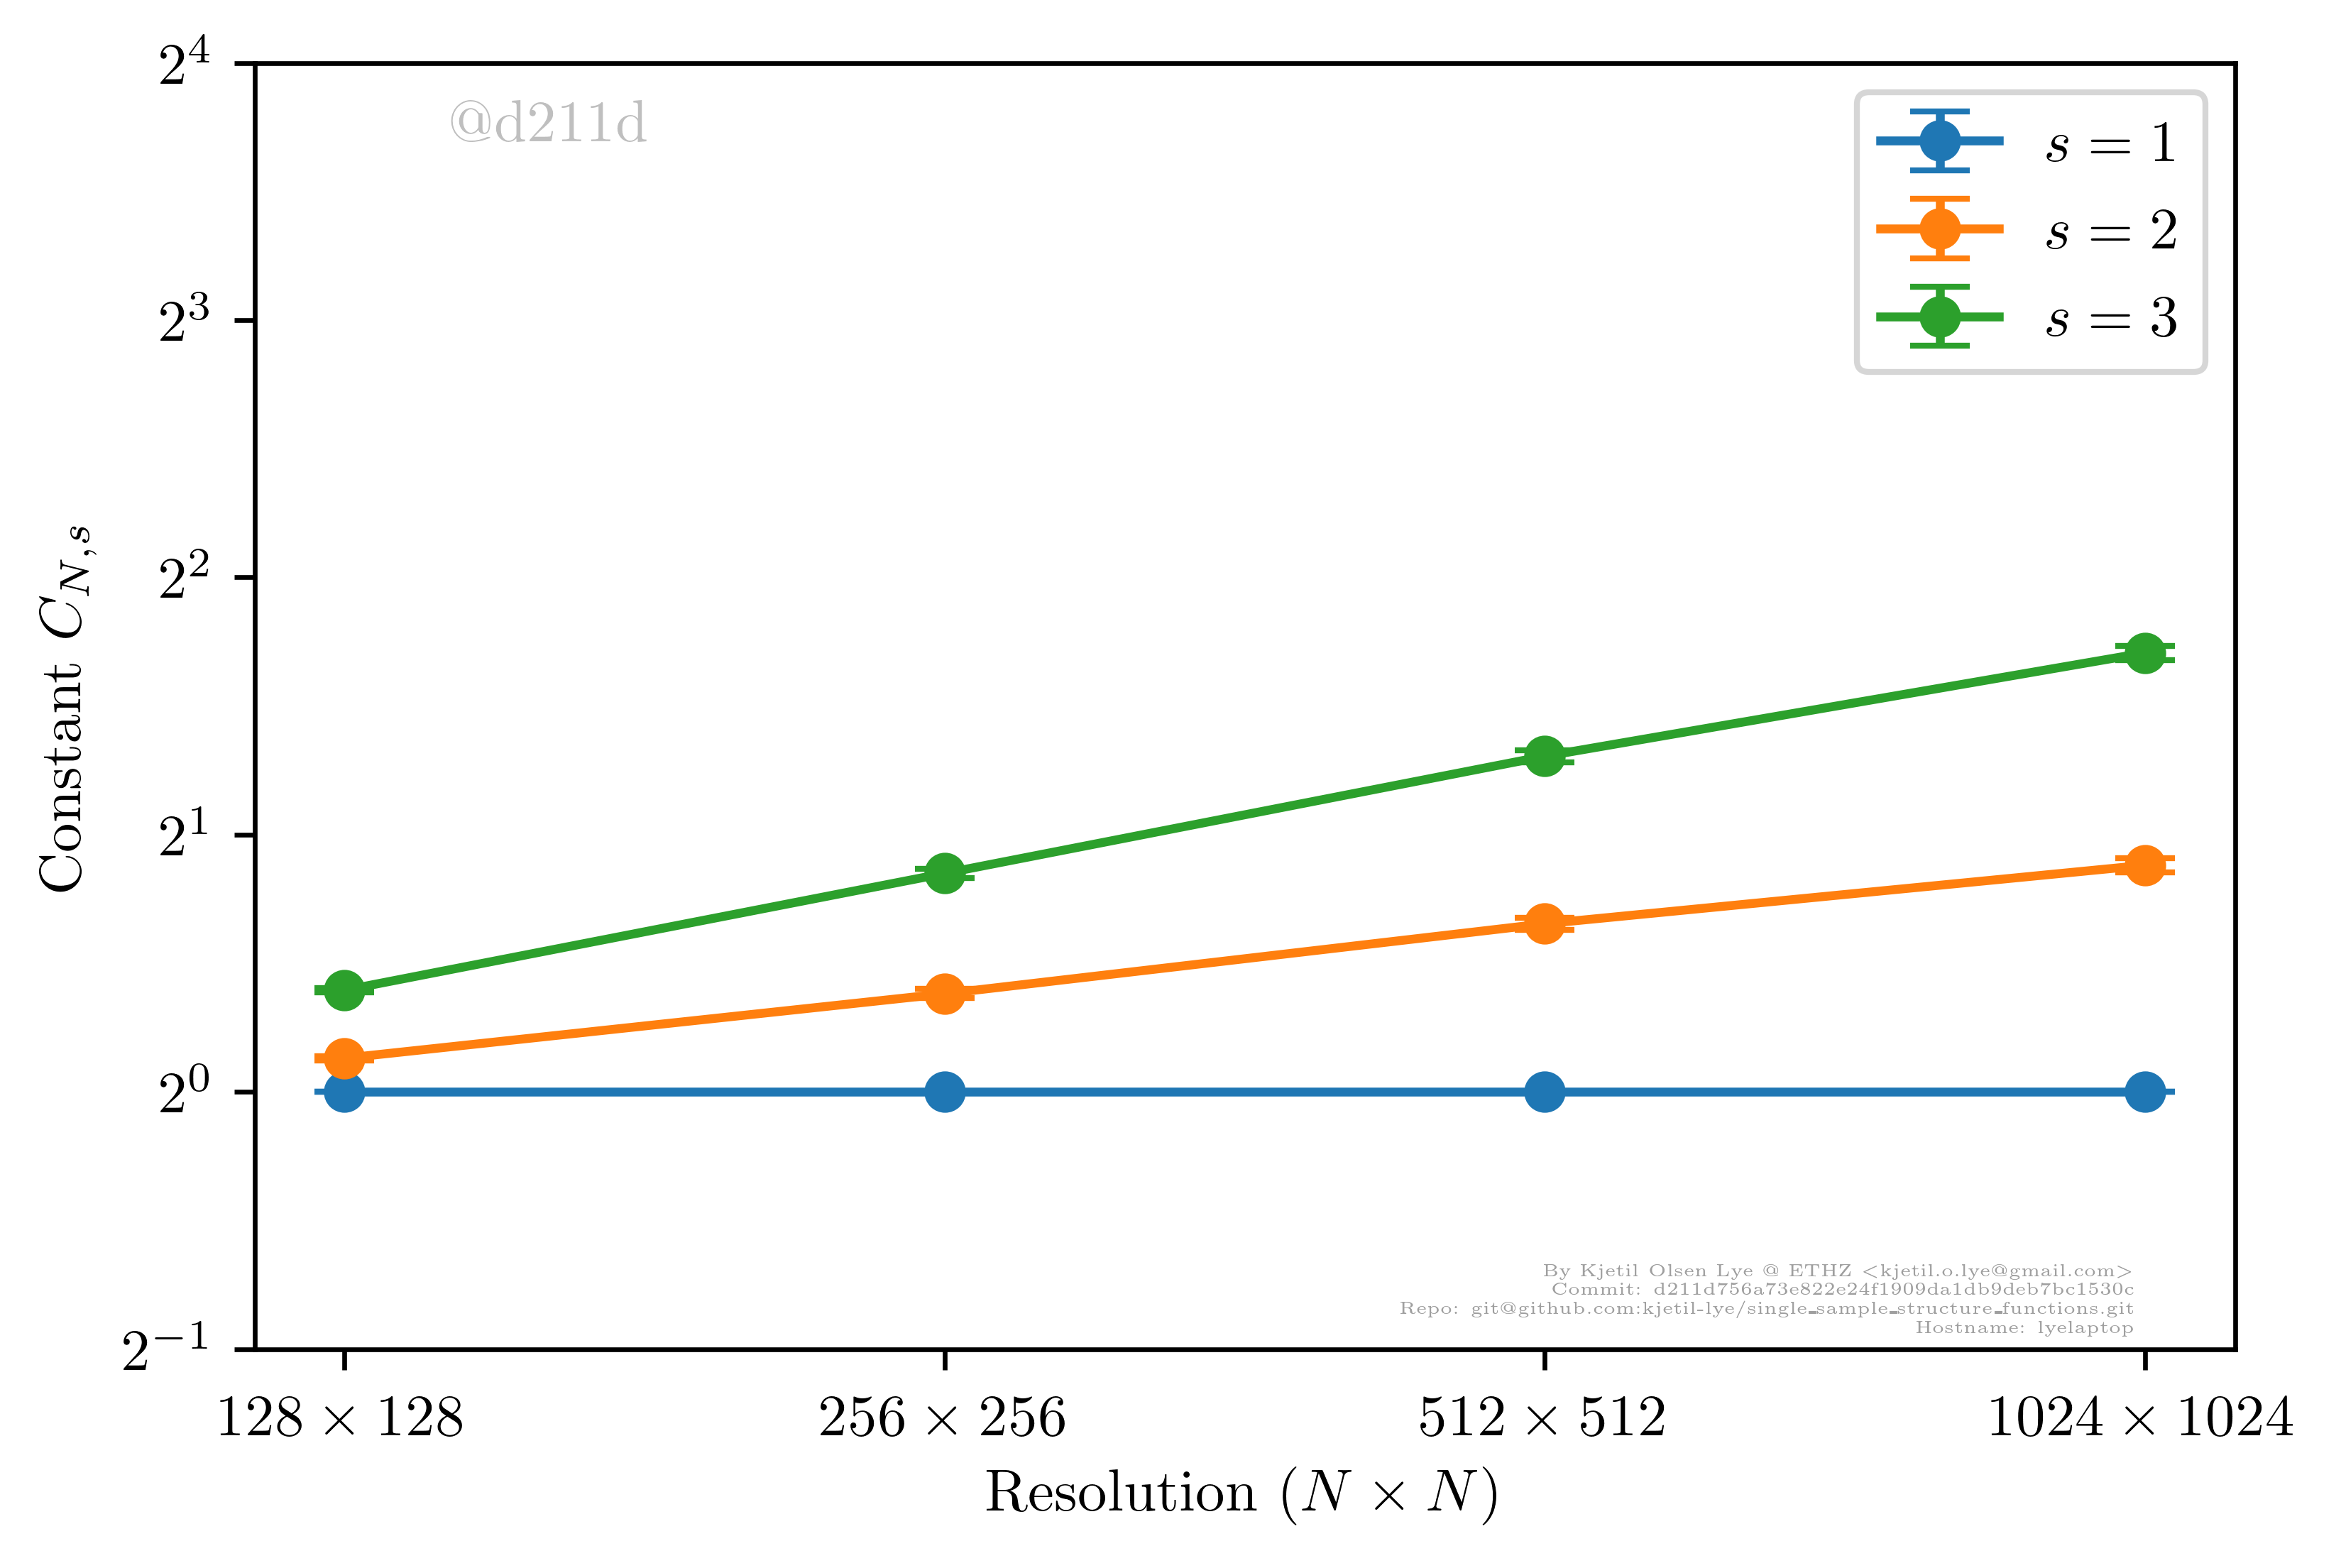 @d211d
s = 1
s = 2
s = 3
2^4
2^3
2^2
2^1
2^0
2^{-1}
Constant C_{N,s}
By Kjetil Olsen Lye @ ETHZ <kjetil.o.lye@gmail.com>
Commit: d211d756a73e822e24f1909da1db9deb7bc1530c
Repo: git@github.com:kjetil-lye/single_sample_structure_functions.git
Hostname: lyelaptop
128 × 128
256 × 256
512 × 512
1024 × 1024
Resolution (N × N)